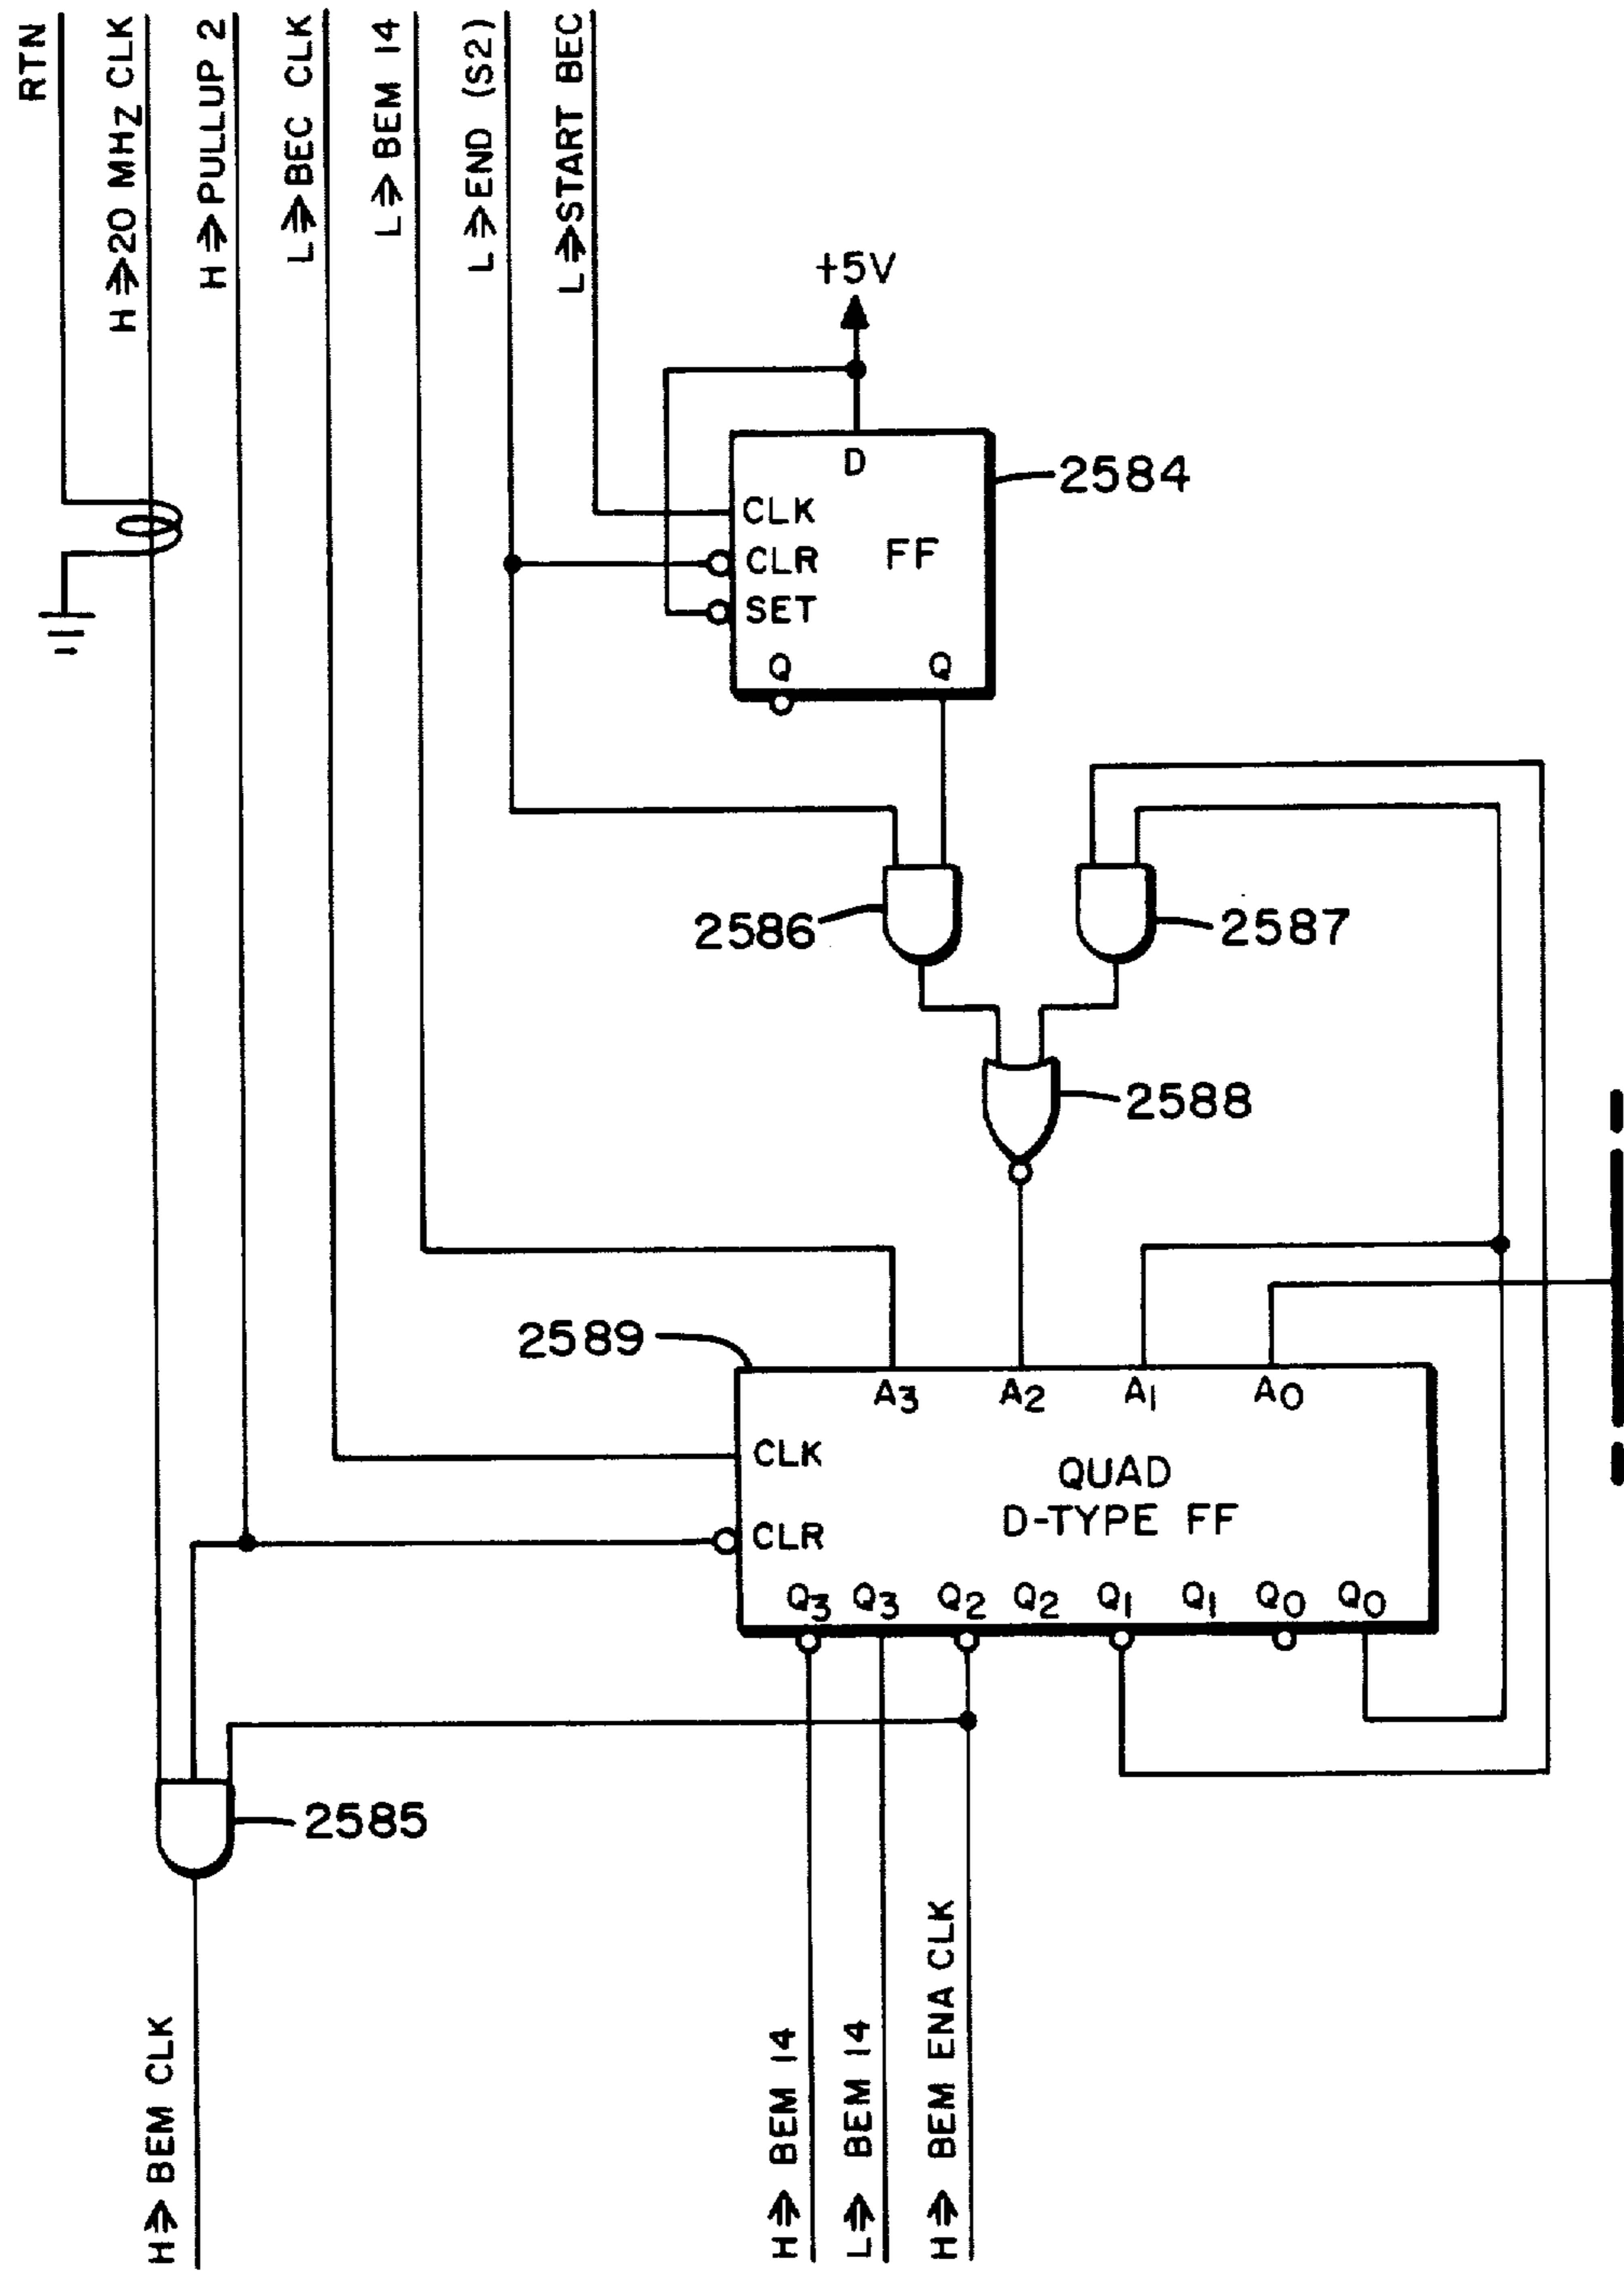 RTN
H⇒20 MHZ CLK
H⇒PULLUP 2
L⇒BEC CLK
L⇒BEM 14
L⇒END (S2)
L⇒START BEC
+5V
D
2584
CLK
FF
CLR
SET
Q Q
2586
2587
2588
2589
A3 A2 A1 A0
CLK
QUAD
D-TYPE FF
CLR
Q3 Q3 Q2 Q2 Q1 Q1 Q0 Q0
2585
H⇒BEM CLK
H⇒ BEM 14
L⇒ BEM 14
H⇒ BEM ENA CLK